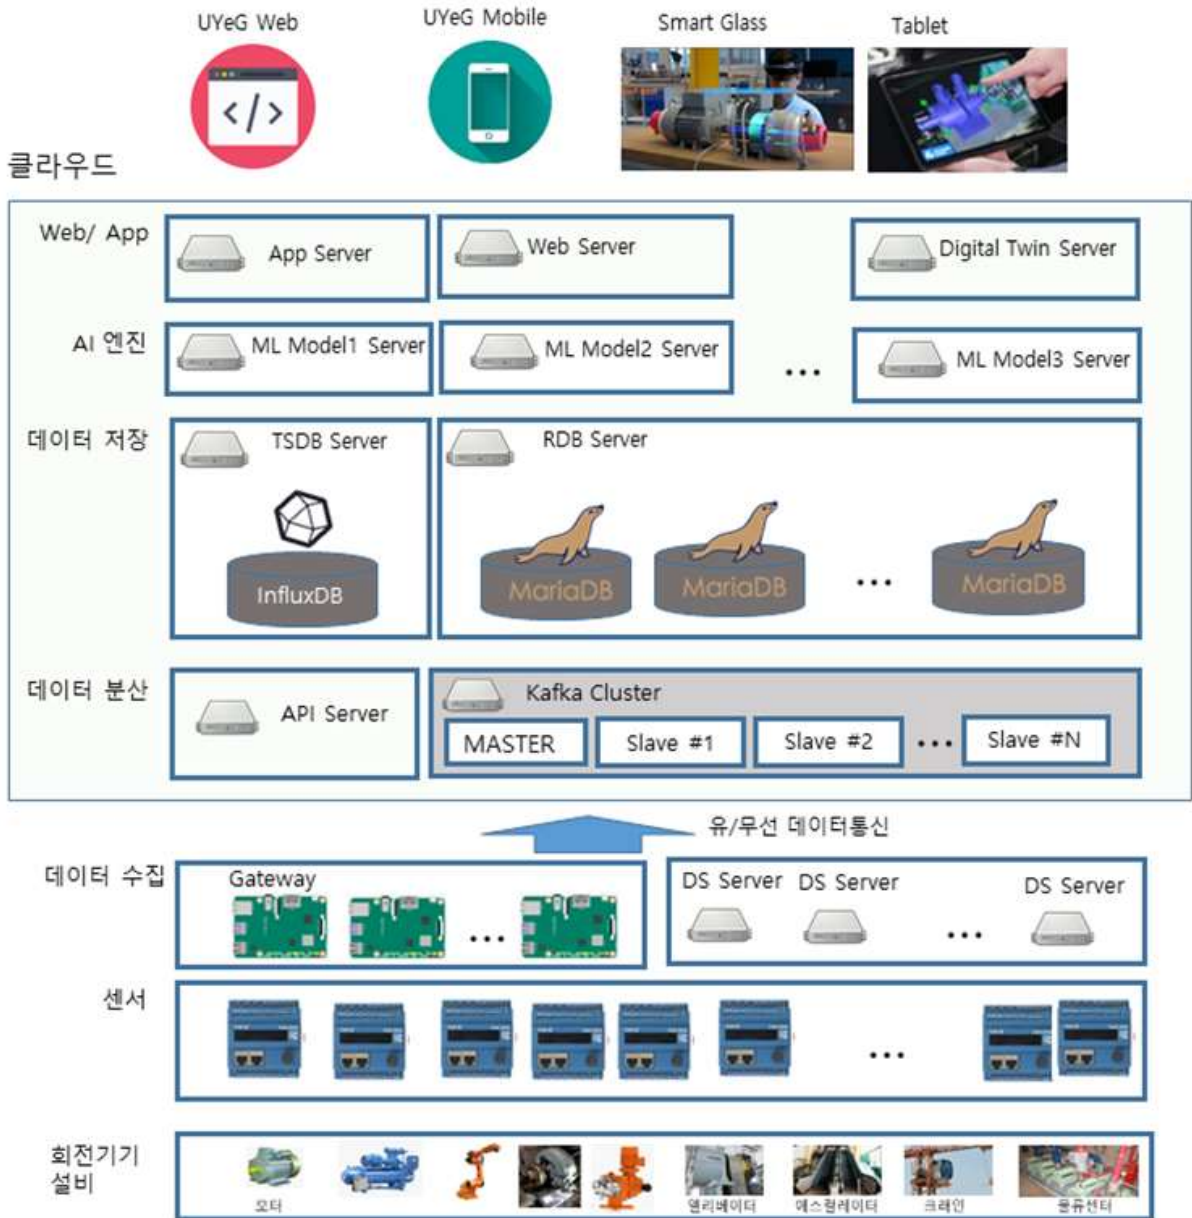 UYeG Web
UYeG Mobile
Smart Glass
Tablet
클라우드
Web/ App
App Server
Web Server
Digital Twin Server
AI 엔진
ML Model1 Server
ML Model2 Server
...
ML Model3 Server
데이터 저장
TSDB Server
RDB Server
InfluxDB
MariaDB
MariaDB
...
MariaDB
데이터 분산
API Server
Kafka Cluster
MASTER
Slave #1
Slave #2
...
Slave #N
유/무선 데이터통신
데이터 수집
Gateway
...
DS Server
DS Server
...
DS Server
센서
...
회전기기
설비
모터
엘리베이터
에스컬레이터
크레인
물류센터